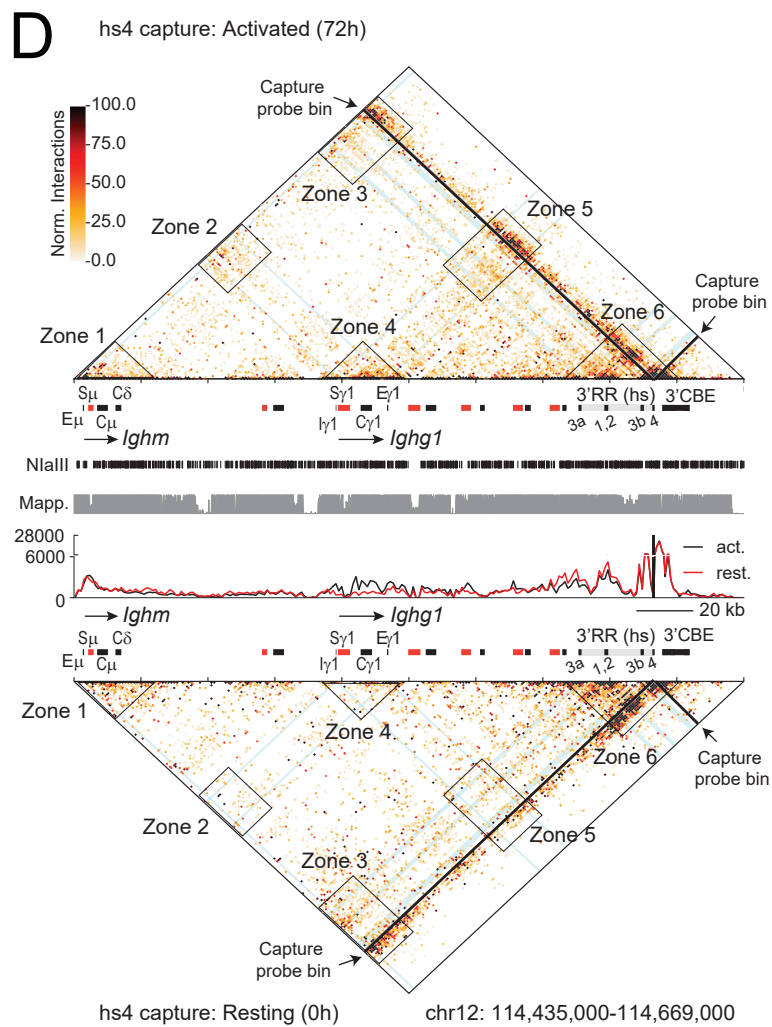 D
hs4 capture: Activated (72h)
Capture
probe bin
Norm. Interactions
100.0
75.0
50.0
25.0
0.0
Zone 3
Zone 5
Zone 2
Capture
probe bin
Zone 6
Zone 1
Zone 4
Sμ Cδ Sγ1 Eγ1 3'RR (hs) 3'CBE
Eμ Cμ Iγ1 Cγ1 3a 1,2 3b 4
Ighm Ighg1
NlaIII
Mapp.
28000
6000
0
act.
rest.
20 kb
Ighm Ighg1
Sμ Cδ Sγ1 Eγ1 3'RR (hs) 3'CBE
Eμ Cμ Iγ1 Cγ1 3a 1,2 3b 4
Zone 1
Zone 4
Zone 6
Capture
probe bin
Zone 2
Zone 5
Zone 3
Capture
probe bin
hs4 capture: Resting (0h)
chr12: 114,435,000-114,669,000